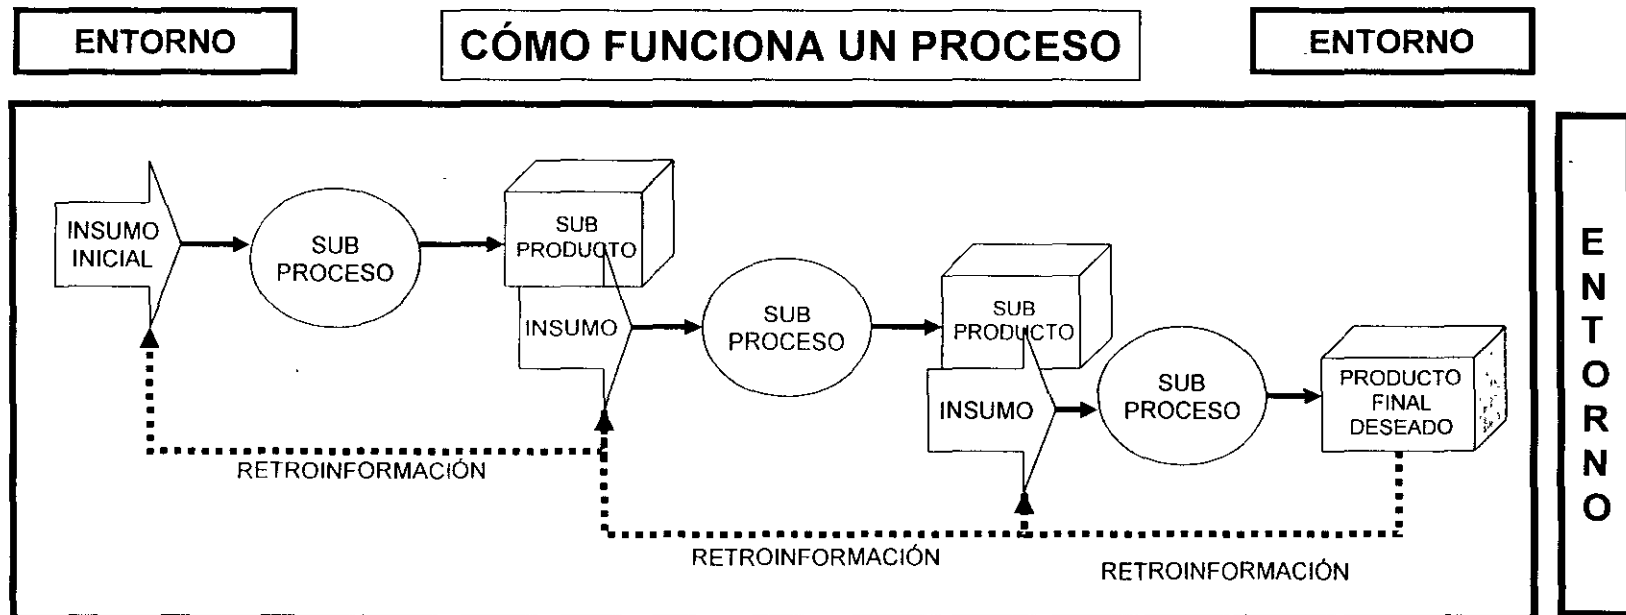 ENTORNO
CÓMO FUNCIONA UN PROCESO
ENTORNO
INSUMO
INICIAL
SUB
PROCESO
SUB
PRODUCTO
INSUMO
SUB
PROCESO
SUB
PRODUCTO
INSUMO
SUB
PROCESO
PRODUCTO
FINAL
DESEADO
RETROINFORMACIÓN
RETROINFORMACIÓN
RETROINFORMACIÓN
ENTORNO